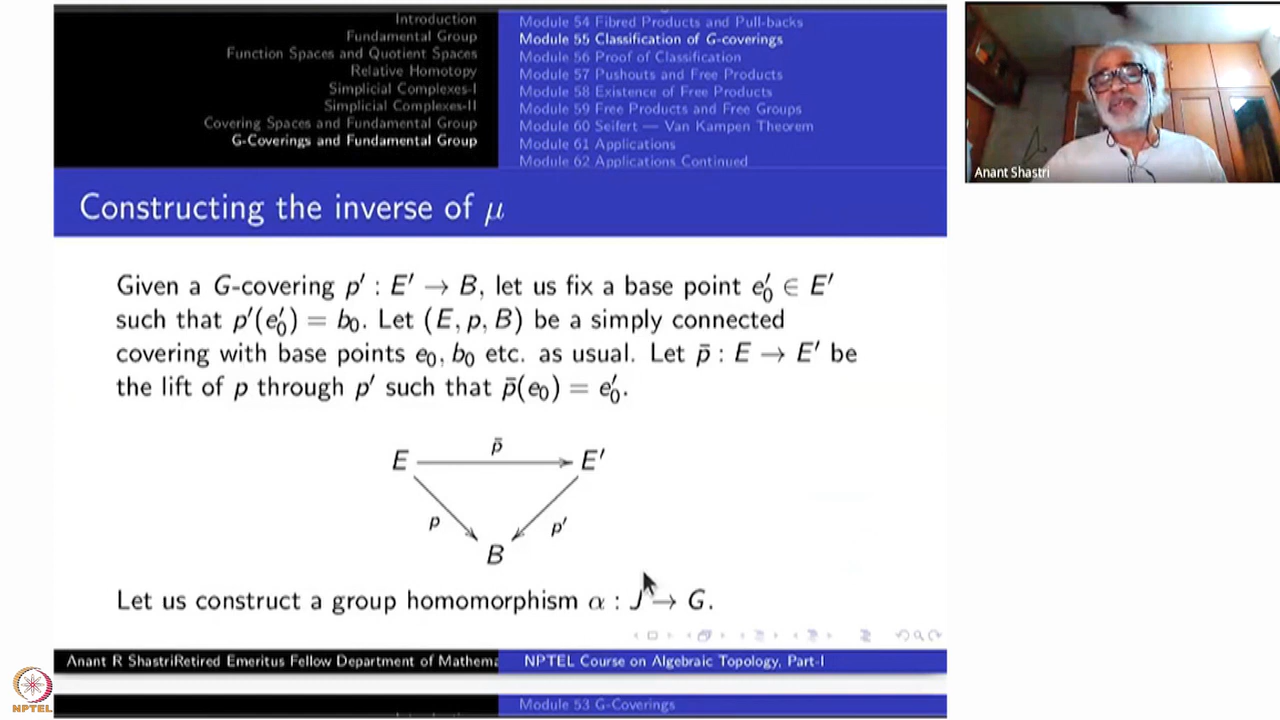 Introduction
Fundamental Group
Function Spaces and Quotient Spaces
Relative Homotopy
Simplicial Complexes-I
Simplicial Complexes-II
Covering Spaces and Fundamental Group
G-Coverings and Fundamental Group
Module 54 Fibred Products and Pull-backs
Module 55 Classification of G-coverings
Module 56 Proof of Classification
Module 57 Pushouts and Free Products
Module 58 Existence of Free Products
Module 59 Free Products and Free Groups
Module 60 Seifert — Van Kampen Theorem
Module 61 Applications
Module 62 Applications Continued
Anant Shastri
Constructing the inverse of μ
Given a G-covering p′ : E′ → B, let us fix a base point e′₀ ∈ E′
such that p′(e′₀) = b₀. Let (E, p, B) be a simply connected
covering with base points e₀, b₀ etc. as usual. Let p̄ : E → E′ be
the lift of p through p′ such that p̄(e₀) = e′₀.
p̄
E E′
p p′
B
Let us construct a group homomorphism α : J → G.
Anant R ShastriRetired Emeritus Fellow Department of Mathema
NPTEL Course on Algebraic Topology, Part-I
Module 53 G-Coverings
NPTEL